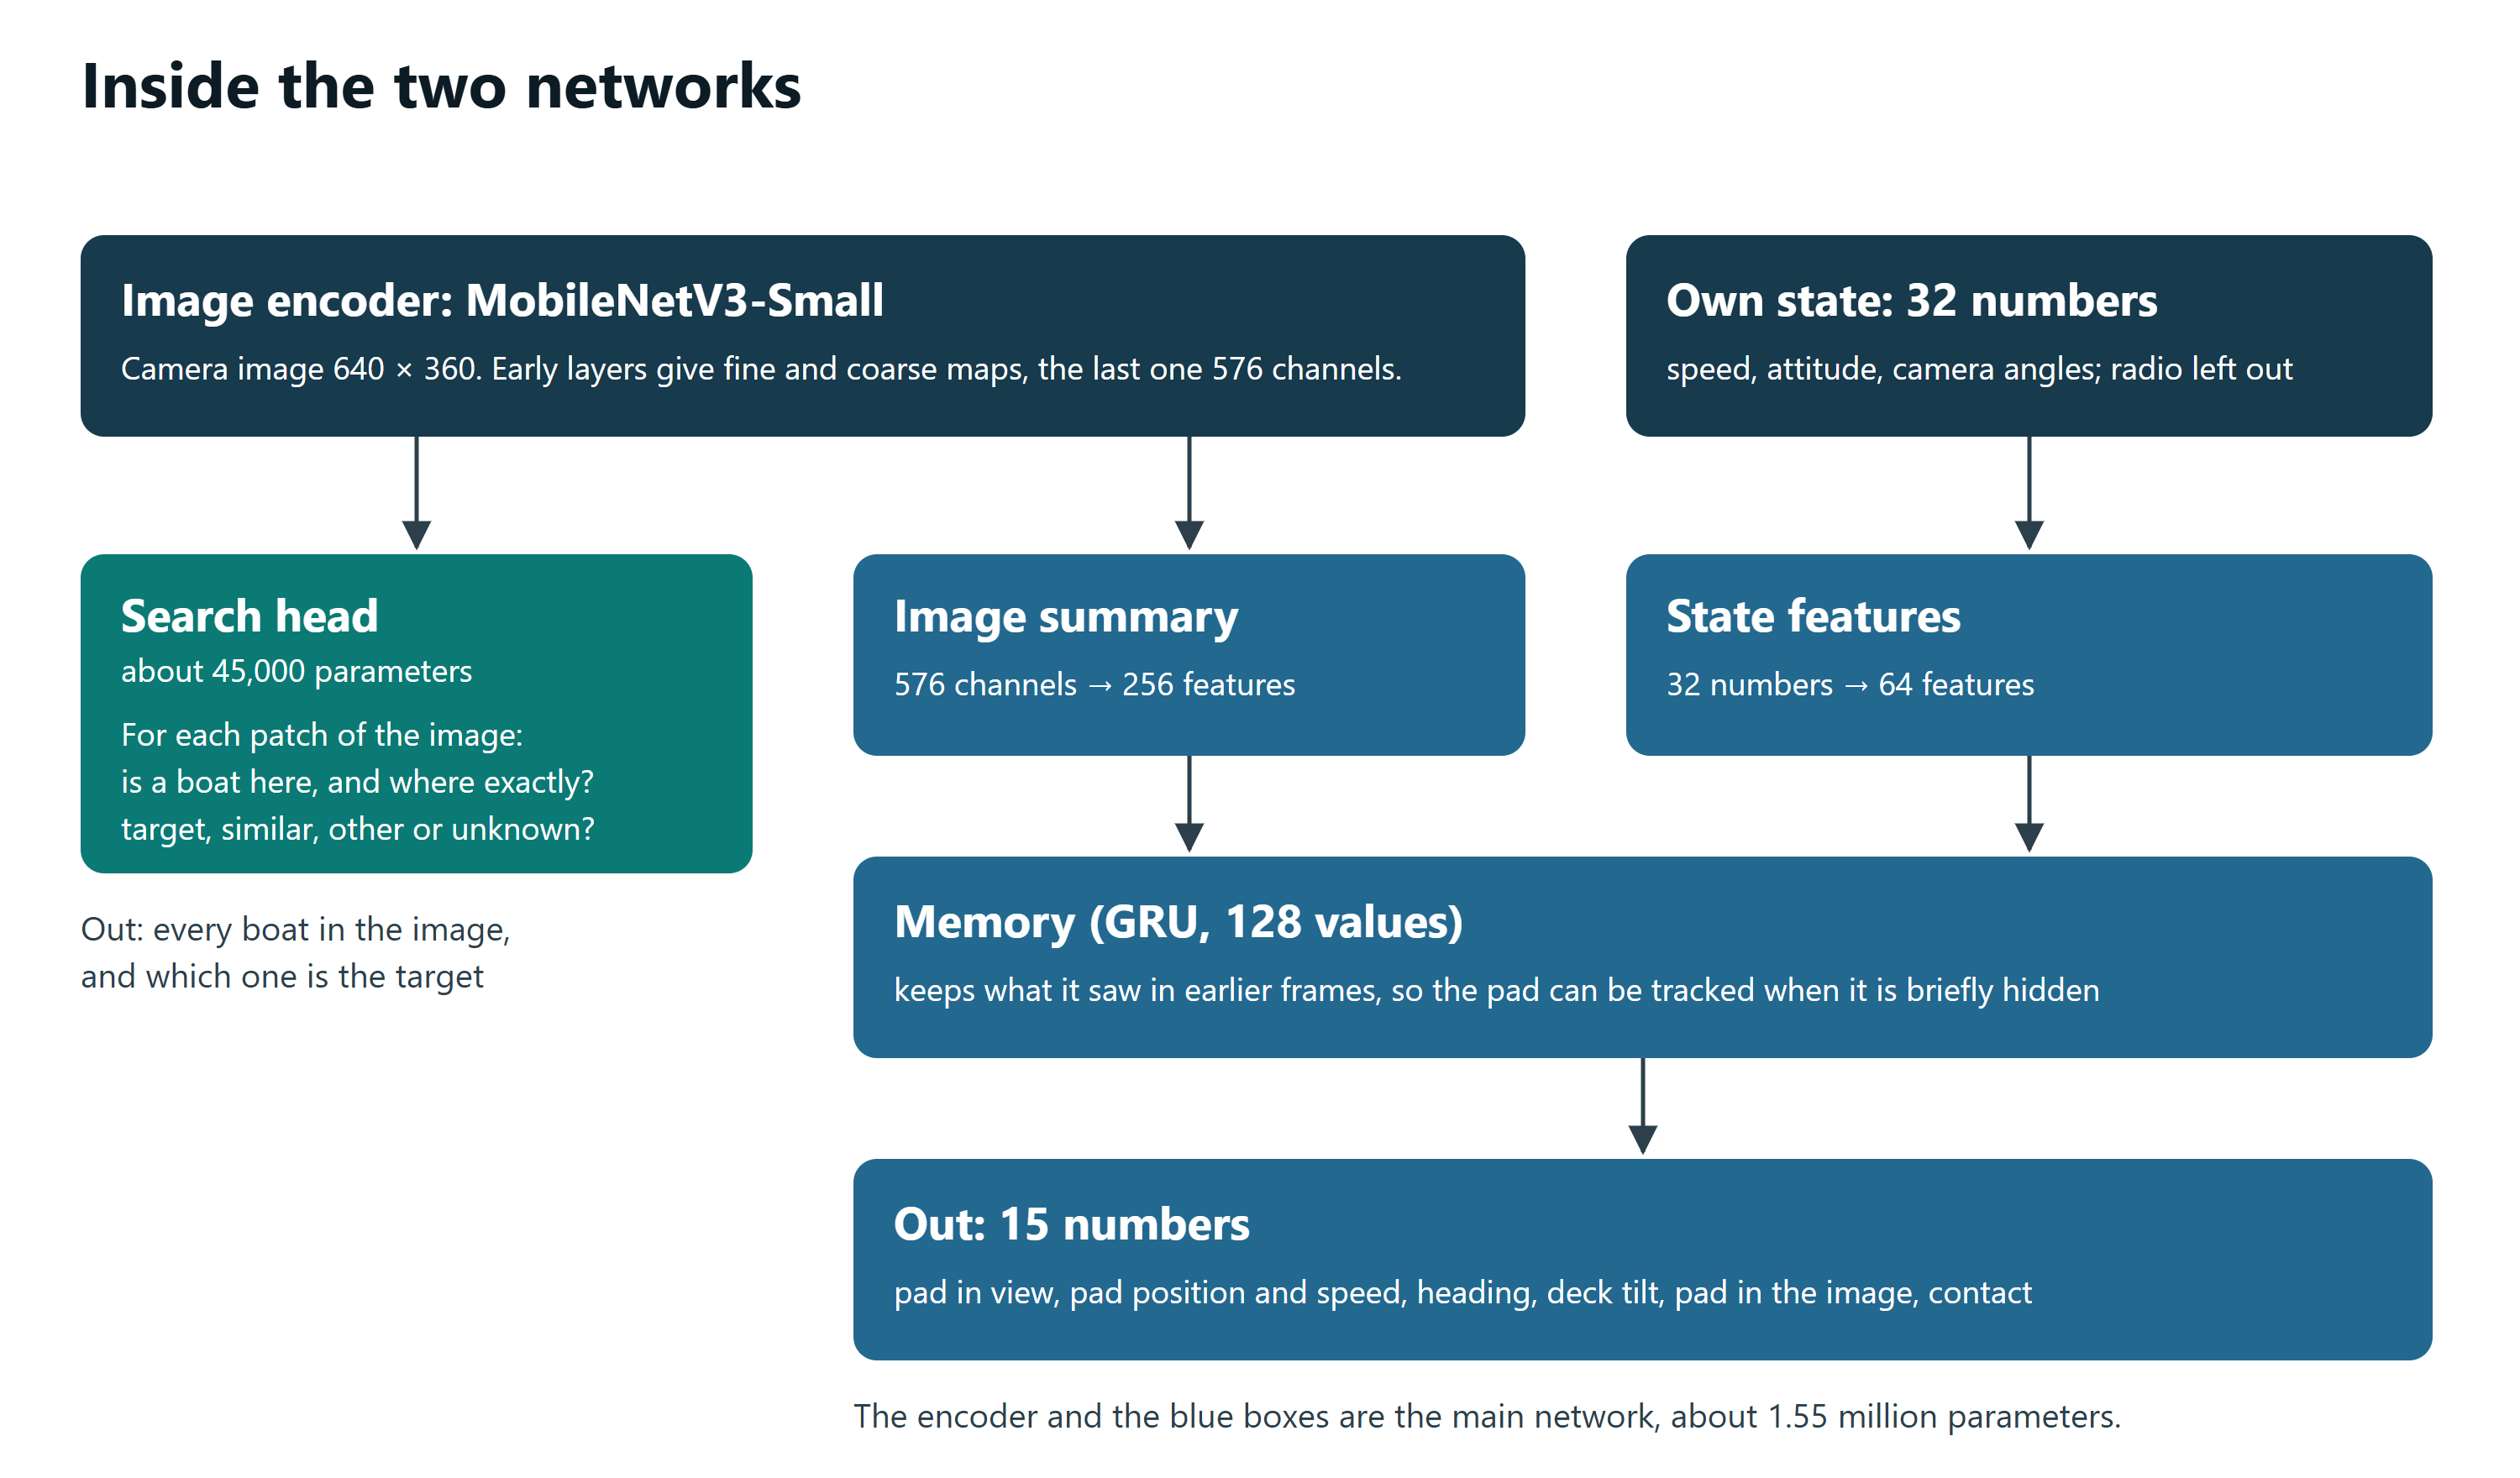 Inside the two networks
Image encoder: MobileNetV3-Small
Camera image 640 × 360. Early layers give fine and coarse maps, the last one 576 channels.
Own state: 32 numbers
speed, attitude, camera angles; radio left out
Search head
about 45,000 parameters
For each patch of the image:
is a boat here, and where exactly?
target, similar, other or unknown?
Out: every boat in the image,
and which one is the target
Image summary
576 channels → 256 features
State features
32 numbers → 64 features
Memory (GRU, 128 values)
keeps what it saw in earlier frames, so the pad can be tracked when it is briefly hidden
Out: 15 numbers
pad in view, pad position and speed, heading, deck tilt, pad in the image, contact
The encoder and the blue boxes are the main network, about 1.55 million parameters.